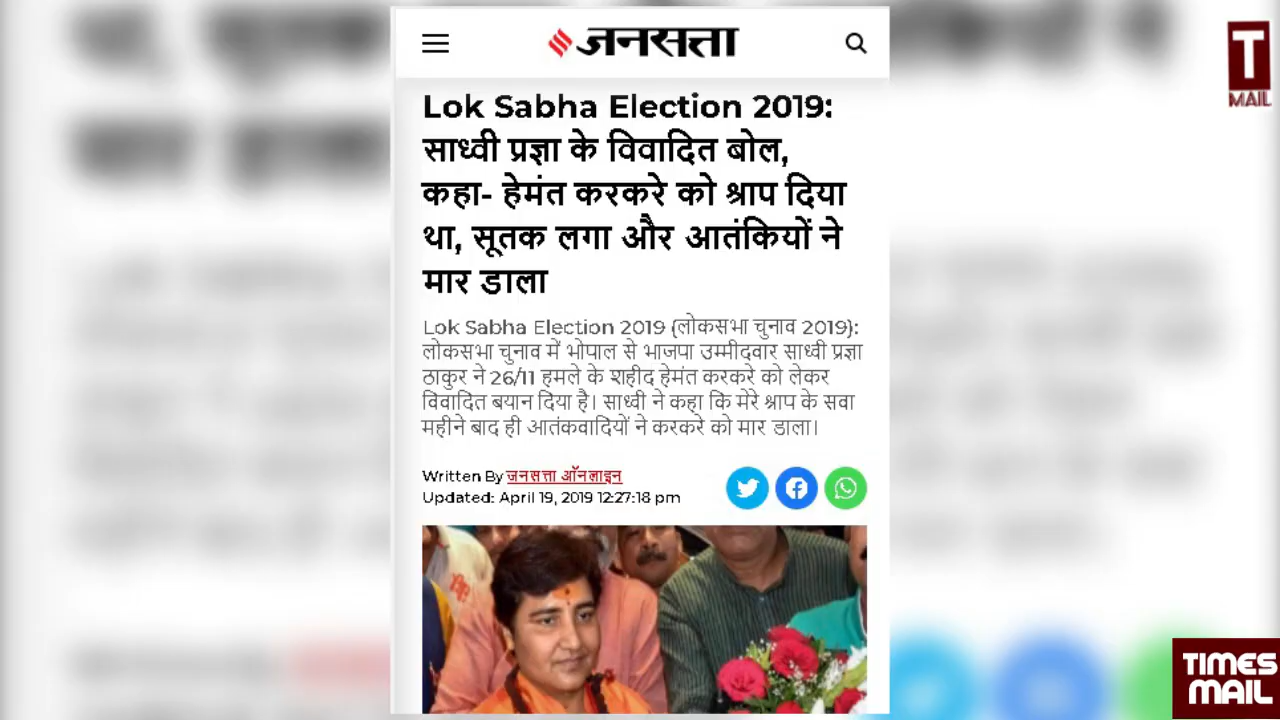 जनसत्ता
T
MAIL
Lok Sabha Election 2019:
साध्वी प्रज्ञा के विवादित बोल,
कहा- हेमंत करकरे को श्राप दिया
था, सूतक लगा और आतंकियों ने
मार डाला
Lok Sabha Election 2019 (लोकसभा चुनाव 2019):
लोकसभा चुनाव में भोपाल से भाजपा उम्मीदवार साध्वी प्रज्ञा
ठाकुर ने 26/11 हमले के शहीद हेमंत करकरे को लेकर
विवादित बयान दिया है। साध्वी ने कहा कि मेरे श्राप के सवा
महीने बाद ही आतंकवादियों ने करकरे को मार डाला।
Written By जनसत्ता ऑनलाइन
Updated: April 19, 2019 12:27:18 pm
TIMES
MAIL